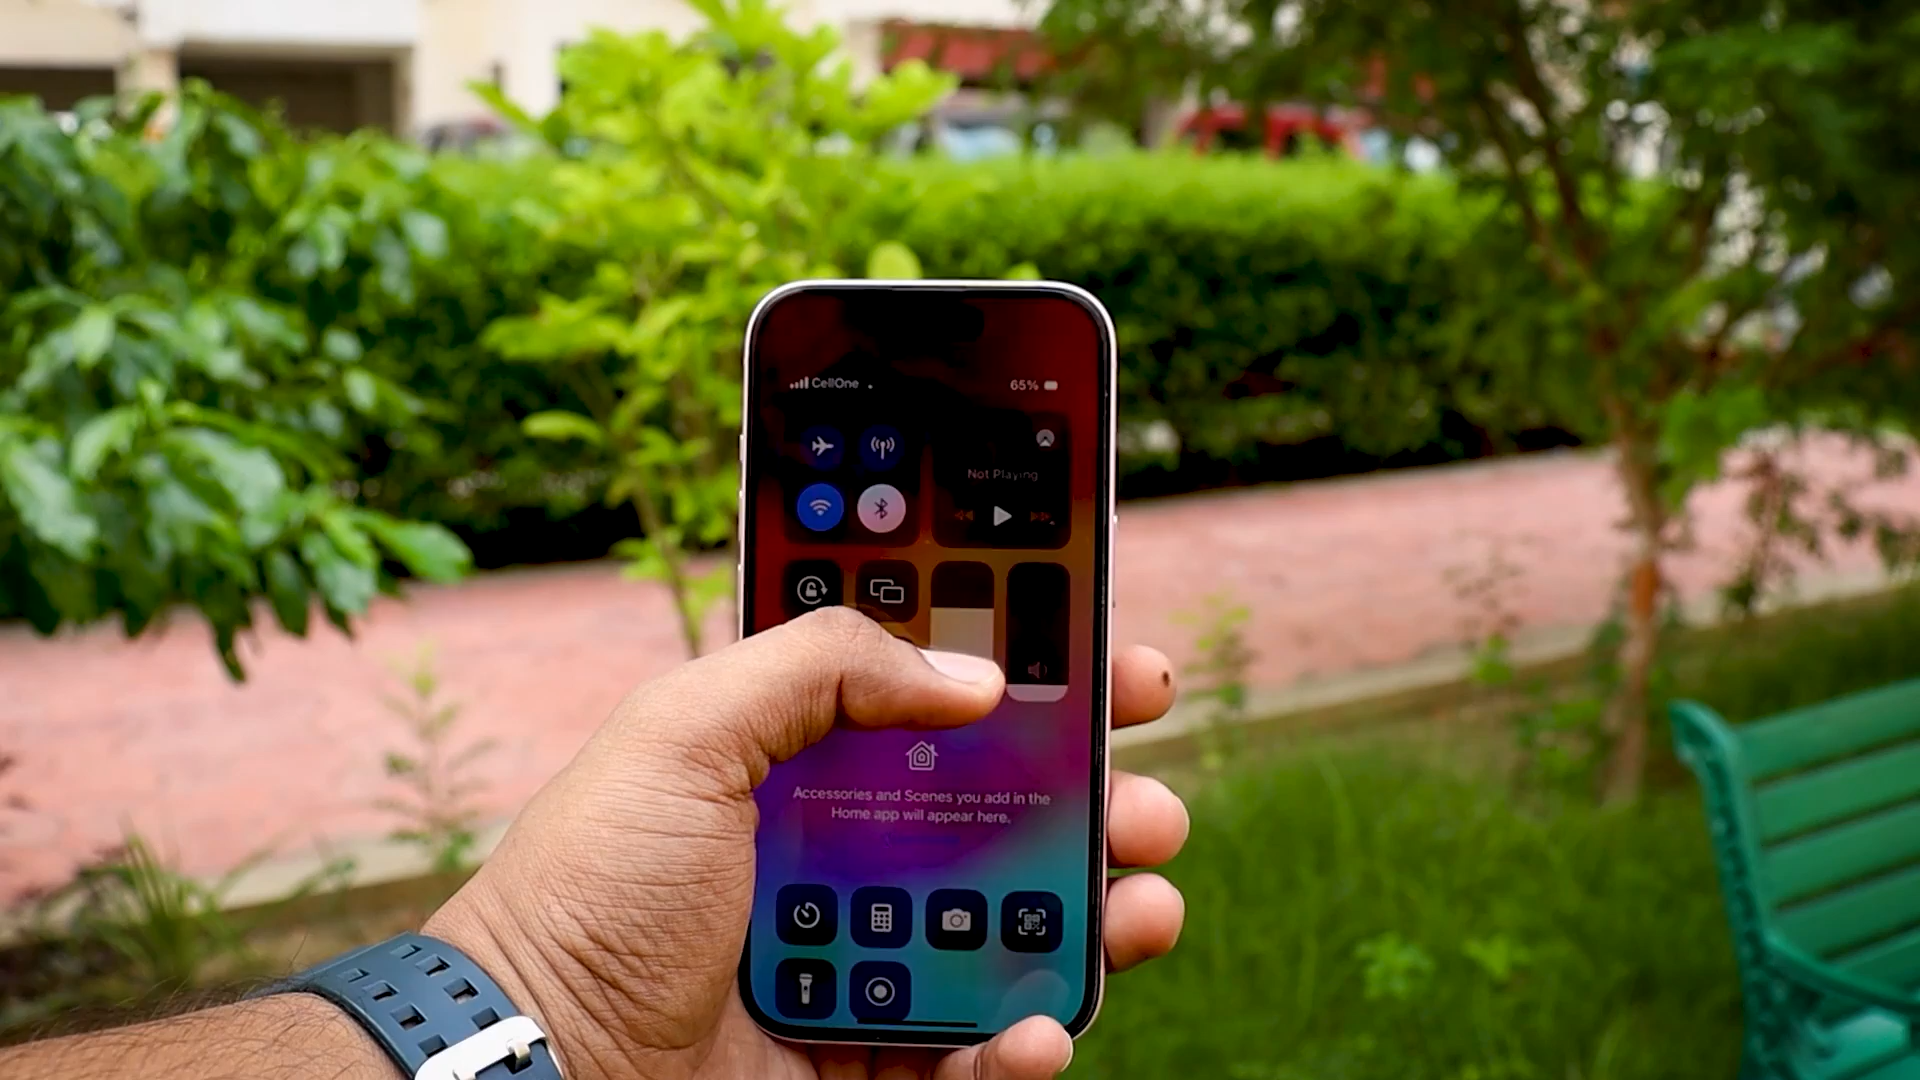 CellOne
65%
Not Playing
Accessories and Scenes you add in the
Home app will appear here.